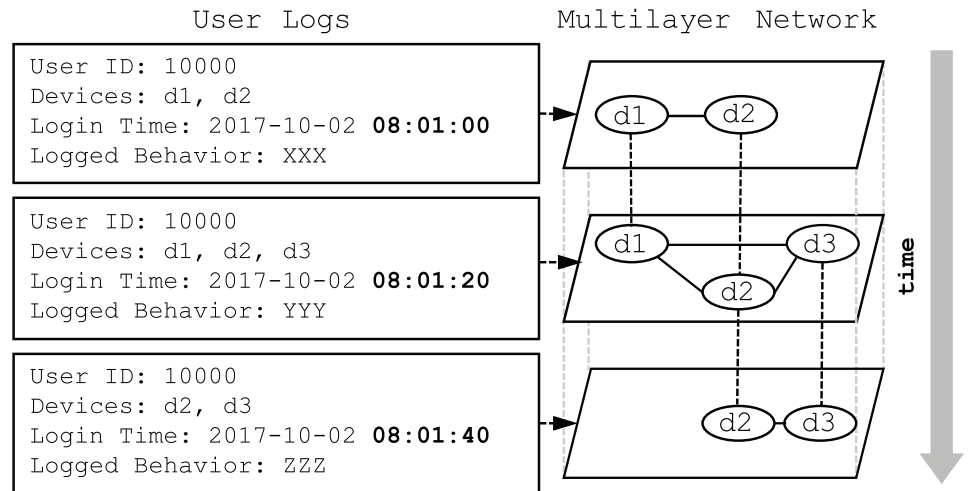 User Logs
Multilayer Network
User ID: 10000
Devices: d1, d2
Login Time: 2017-10-02 08:01:00
Logged Behavior: XXX
d1
d2
User ID: 10000
Devices: d1, d2, d3
Login Time: 2017-10-02 08:01:20
Logged Behavior: YYY
d1
d3
d2
time
User ID: 10000
Devices: d2, d3
Login Time: 2017-10-02 08:01:40
Logged Behavior: ZZZ
d2
d3